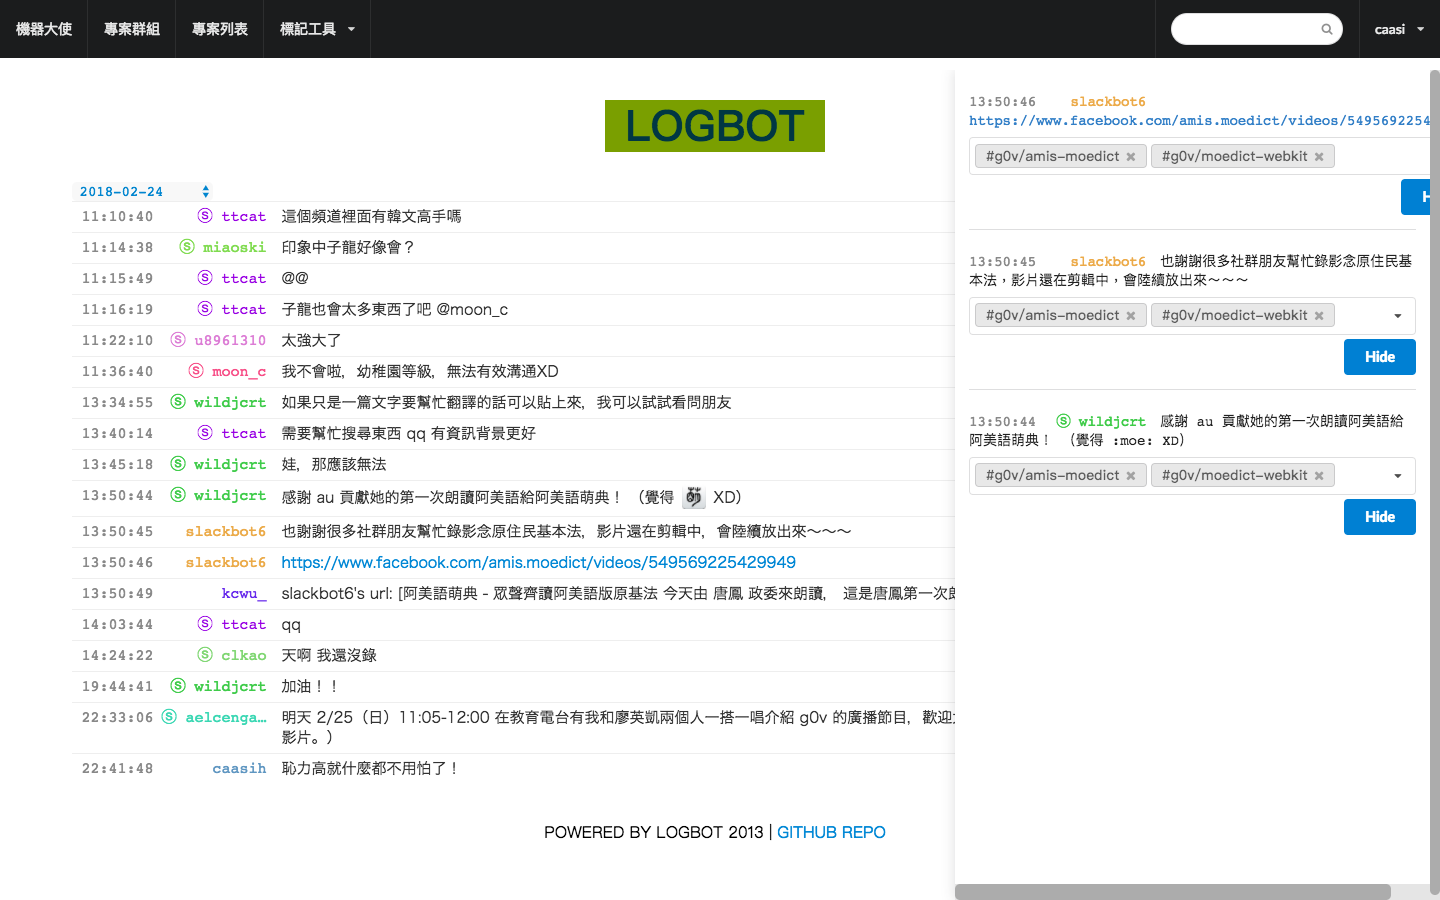 機器大使 專案群組 專案列表 標記工具 caasi
LOGBOT
2018-02-24
11:10:40 Ⓢ ttcat 這個頻道裡面有韓文高手嗎
11:14:38 Ⓢ miaoski 印象中子龍好像會？
11:15:49 Ⓢ ttcat @@
11:16:19 Ⓢ ttcat 子龍也會太多東西了吧 @moon_c
11:22:10 Ⓢ u8961310 太強大了
11:36:40 Ⓢ moon_c 我不會啦，幼稚園等級，無法有效溝通XD
13:34:55 Ⓢ wildjcrt 如果只是一篇文字要幫忙翻譯的話可以貼上來，我可以試試看問朋友
13:40:14 Ⓢ ttcat 需要幫忙搜尋東西 qq 有資訊背景更好
13:45:18 Ⓢ wildjcrt 娃，那應該無法
13:50:44 Ⓢ wildjcrt 感謝 au 貢獻她的第一次朗讀阿美語給阿美語萌典！ （覺得 萌 XD）
13:50:45 slackbot6 也謝謝很多社群朋友幫忙錄影念原住民基本法，影片還在剪輯中，會陸續放出來～～～
13:50:46 slackbot6 https://www.facebook.com/amis.moedict/videos/549569225429949
13:50:49 kcwu_ slackbot6's url: [阿美語萌典 - 眾聲齊讀阿美語版原基法 今天由 唐鳳 政委來朗讀， 這是唐鳳第一次
14:03:44 Ⓢ ttcat qq
14:24:22 Ⓢ clkao 天啊 我還沒錄
19:44:41 Ⓢ wildjcrt 加油！！
22:33:06 Ⓢ aelcenga… 明天 2/25（日）11:05-12:00 在教育電台有我和廖英凱兩個人一搭一唱介紹 g0v 的廣播節目，歡迎
影片。）
22:41:48 caasih 恥力高就什麼都不用怕了！
POWERED BY LOGBOT 2013 | GITHUB REPO
13:50:46 slackbot6
https://www.facebook.com/amis.moedict/videos/5495692254
#g0v/amis-moedict ✖ #g0v/moedict-webkit ✖
H
13:50:45 slackbot6 也謝謝很多社群朋友幫忙錄影念原住民基
本法，影片還在剪輯中，會陸續放出來～～～
#g0v/amis-moedict ✖ #g0v/moedict-webkit ✖
Hide
13:50:44 Ⓢ wildjcrt 感謝 au 貢獻她的第一次朗讀阿美語給
阿美語萌典！ （覺得 :moe: XD）
#g0v/amis-moedict ✖ #g0v/moedict-webkit ✖
Hide